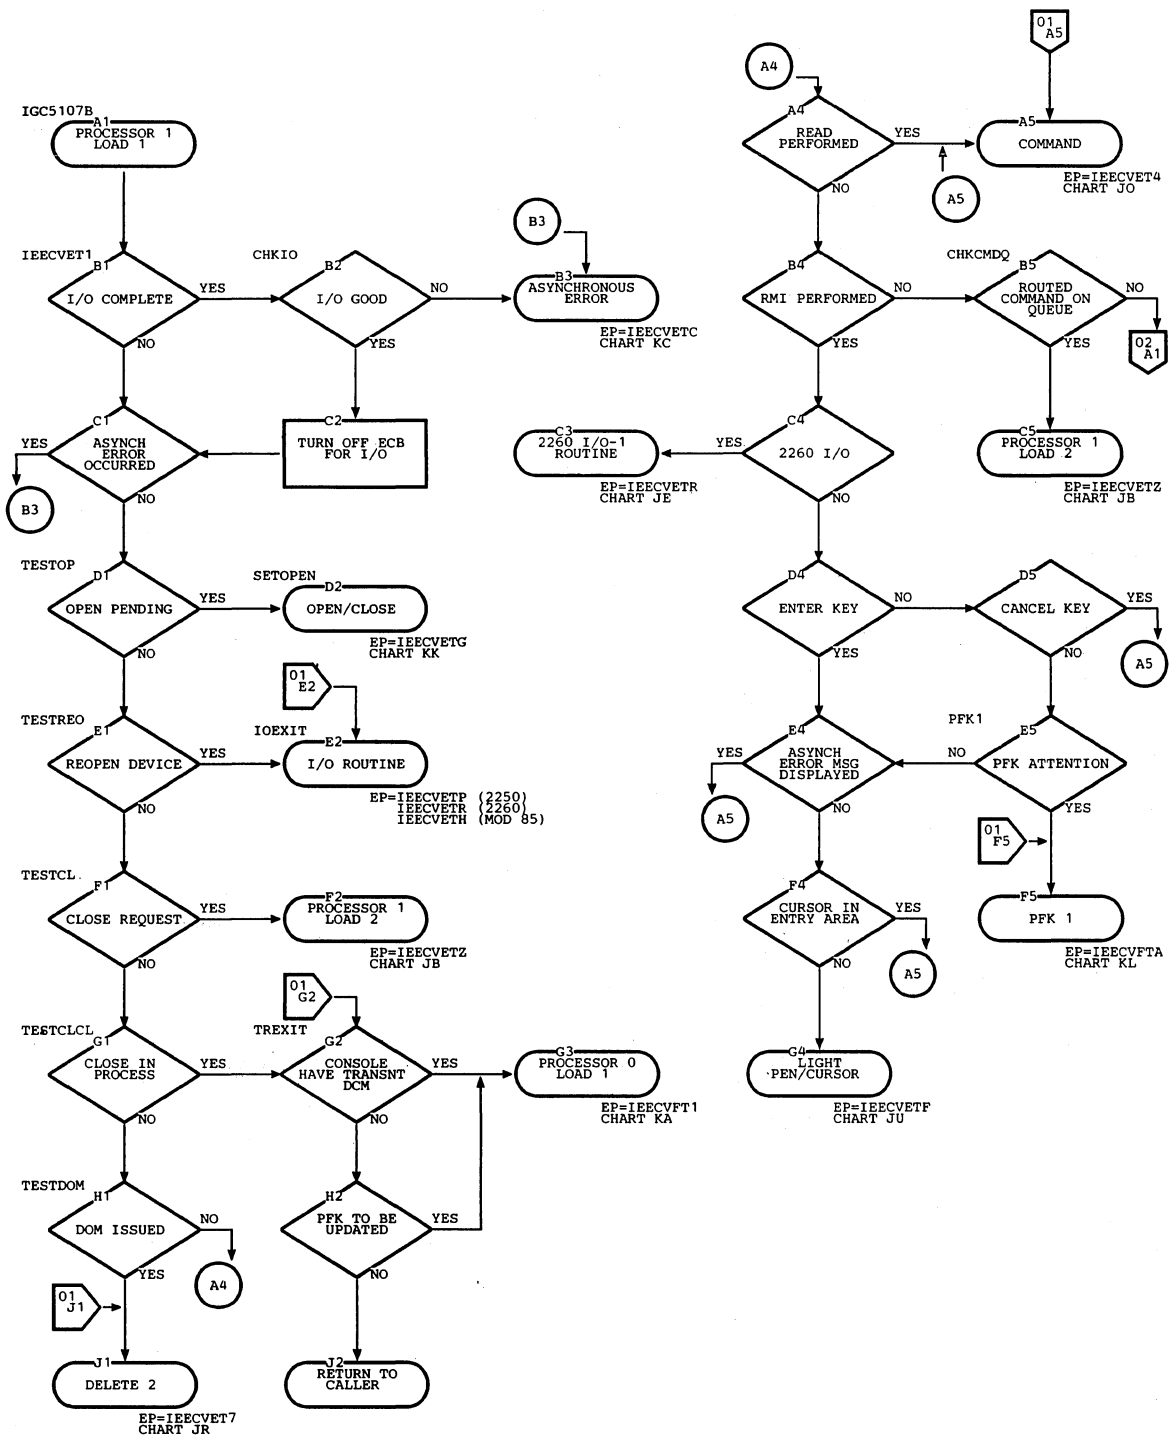 IGC5107B
A1
PROCESSOR 1
LOAD 1
IEECVET1
B1
I/O COMPLETE
YES
NO
CHKIO
B2
I/O GOOD
NO
YES
B3
B3
ASYNCHRONOUS
ERROR
EP=IEECVETC
CHART KC
C1
ASYNCH
ERROR
OCCURRED
YES
B3
NO
C2
TURN OFF ECB
FOR I/O
TESTOP
D1
OPEN PENDING
YES
NO
SETOPEN
D2
OPEN/CLOSE
EP=IEECVETG
CHART KK
01
E2
TESTREO
E1
REOPEN DEVICE
YES
NO
IOEXIT
E2
I/O ROUTINE
EP=IEECVETP (2250)
IEECVETR (2260)
IEECVETH (MOD 85)
TESTCL
F1
CLOSE REQUEST
YES
NO
F2
PROCESSOR 1
LOAD 2
EP=IEECVETZ
CHART JB
01
G2
TESTCLCL
G1
CLOSE IN
PROCESS
YES
NO
TREXIT
G2
CONSOLE
HAVE TRANSNT
DCM
YES
NO
G3
PROCESSOR 0
LOAD 1
EP=IEECVFT1
CHART KA
TESTDOM
H1
DOM ISSUED
NO
A4
YES
H2
PFK TO BE
UPDATED
YES
NO
01
J1
J1
DELETE 2
EP=IEECVET7
CHART JR
J2
RETURN TO
CALLER
A4
A4
READ
PERFORMED
YES
NO
01
A5
A5
COMMAND
EP=IEECVET4
CHART JO
A5
B4
RMI PERFORMED
NO
YES
CHKCMDQ
B5
ROUTED
COMMAND ON
QUEUE
NO
02
A1
YES
C3
2260 I/O-1
ROUTINE
EP=IEECVETR
CHART JE
C4
2260 I/O
YES
NO
C5
PROCESSOR 1
LOAD 2
EP=IEECVETZ
CHART JB
D4
ENTER KEY
NO
YES
D5
CANCEL KEY
YES
A5
NO
E4
ASYNCH
ERROR MSG
DISPLAYED
YES
A5
NO
PFK1
E5
PFK ATTENTION
NO
YES
01
F5
F4
CURSOR IN
ENTRY AREA
YES
A5
NO
F5
PFK 1
EP=IEECVFTA
CHART KL
G4
LIGHT
PEN/CURSOR
EP=IEECVETF
CHART JU